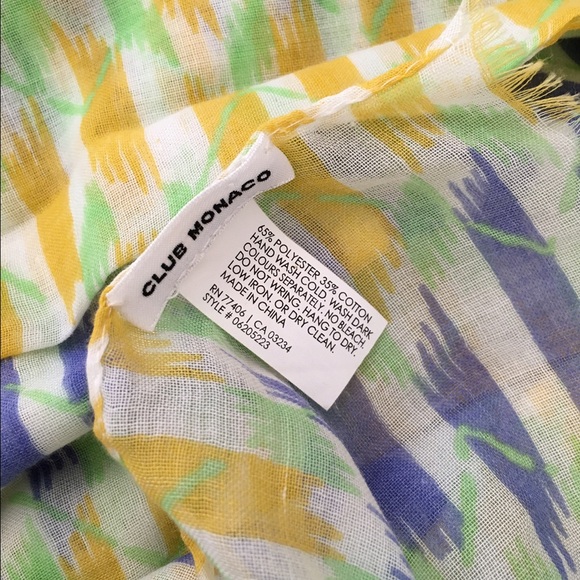 CLUB MONACO
65% POLYESTER 35% COTTON
HAND WASH COLD. WASH DARK
COLOURS SEPARATELY. NO BLEACH.
DO NOT WRING. HANG TO DRY.
LOW IRON, OR DRY CLEAN.
MADE IN CHINA
RN 77406 | CA 03234
STYLE # 06205223